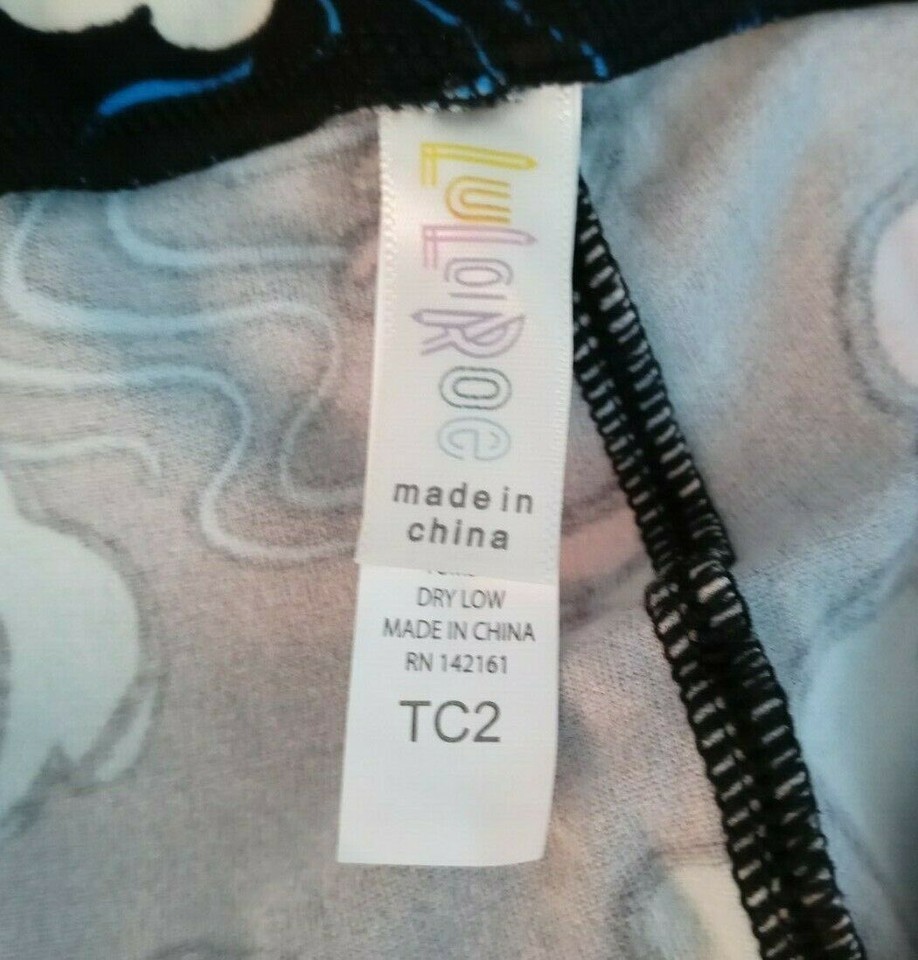 LuLaRoe
made in
china
DRY LOW
MADE IN CHINA
RN 142161
TC2